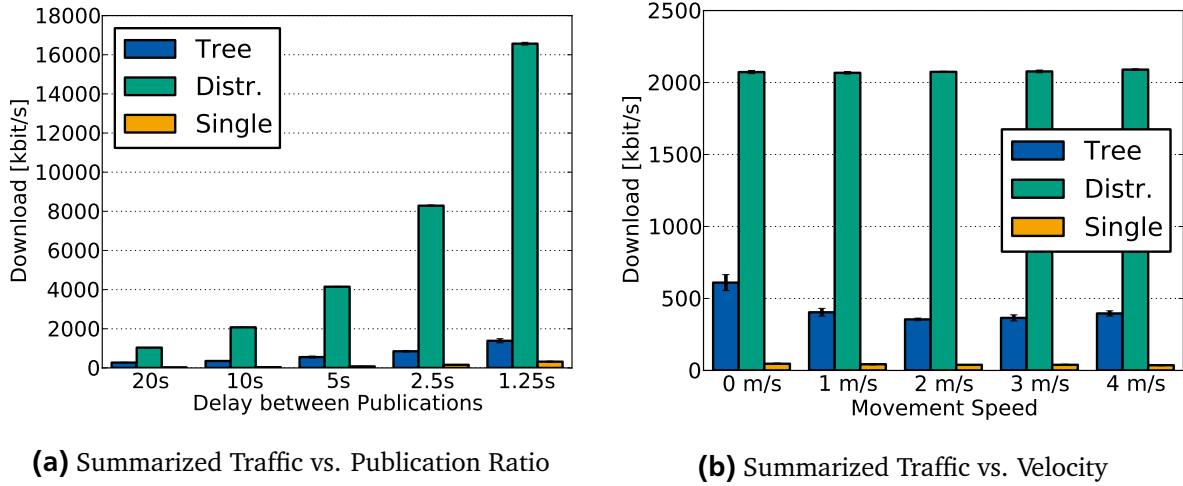 18000
16000
14000
12000
10000
8000
6000
4000
2000
0
Download [kbit/s]
Tree
Distr.
Single
20s 10s 5s 2.5s 1.25s
Delay between Publications
(a) Summarized Traffic vs. Publication Ratio
2500
2000
1500
1000
500
0
Download [kbit/s]
Tree
Distr.
Single
0 m/s 1 m/s 2 m/s 3 m/s 4 m/s
Movement Speed
(b) Summarized Traffic vs. Velocity